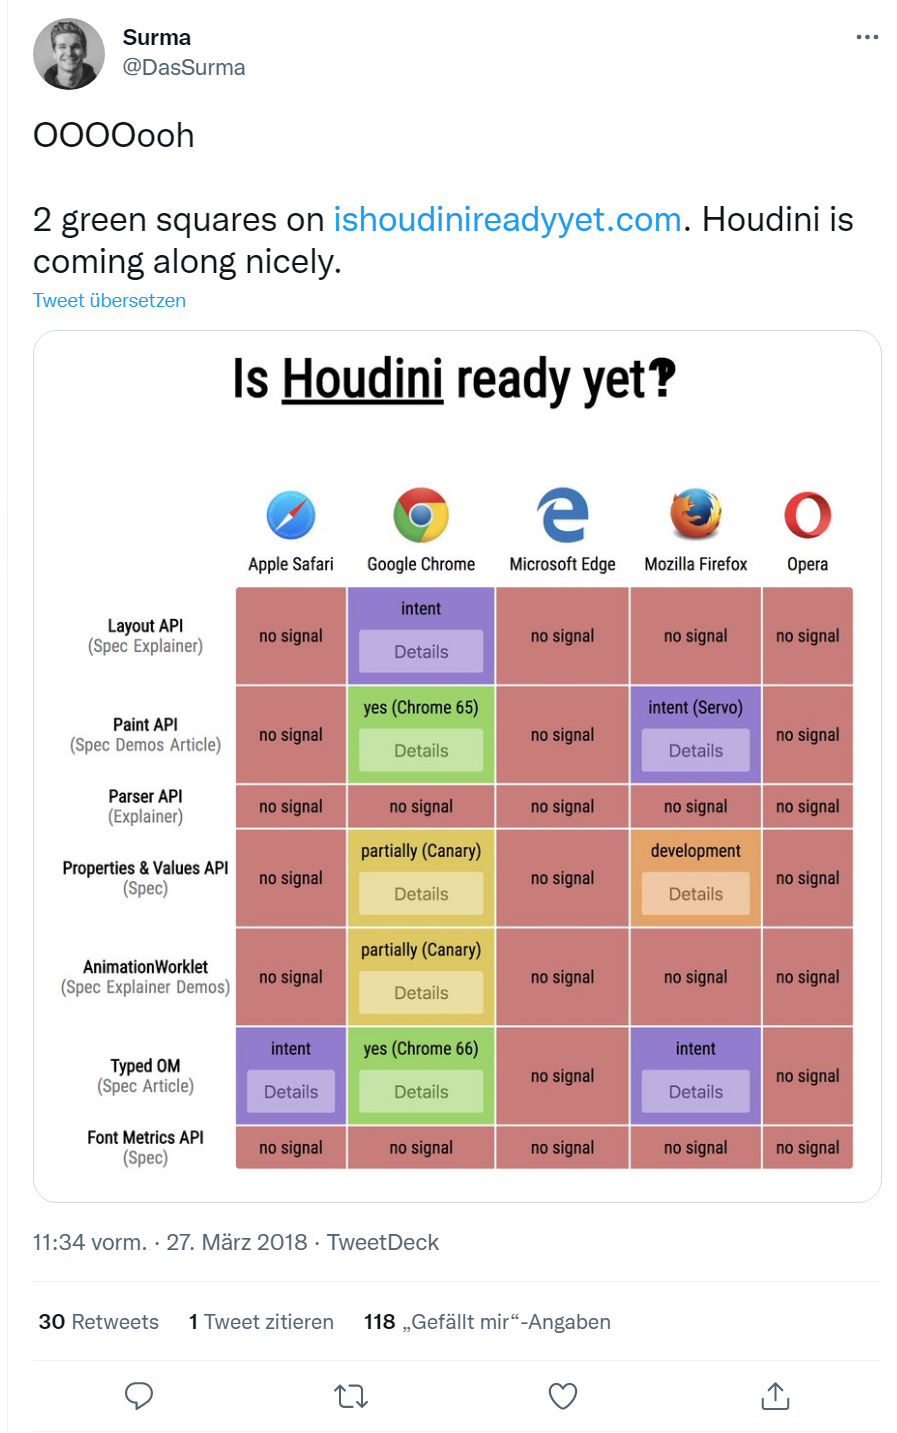 Surma
@DasSurma
OOOOooh
2 green squares on ishoudinireadyyet.com. Houdini is
coming along nicely.
Tweet übersetzen
Is Houdini ready yet‽
Apple Safari Google Chrome Microsoft Edge Mozilla Firefox Opera
Layout API
(Spec Explainer)
no signal
intent
Details
no signal
no signal
no signal
Paint API
(Spec Demos Article)
no signal
yes (Chrome 65)
Details
no signal
intent (Servo)
Details
no signal
Parser API
(Explainer)
no signal
no signal
no signal
no signal
no signal
Properties & Values API
(Spec)
no signal
partially (Canary)
Details
no signal
development
Details
no signal
AnimationWorklet
(Spec Explainer Demos)
no signal
partially (Canary)
Details
no signal
no signal
no signal
Typed OM
(Spec Article)
intent
Details
yes (Chrome 66)
Details
no signal
intent
Details
no signal
Font Metrics API
(Spec)
no signal
no signal
no signal
no signal
no signal
11:34 vorm. · 27. März 2018 · TweetDeck
30 Retweets 1 Tweet zitieren 118 „Gefällt mir“-Angaben